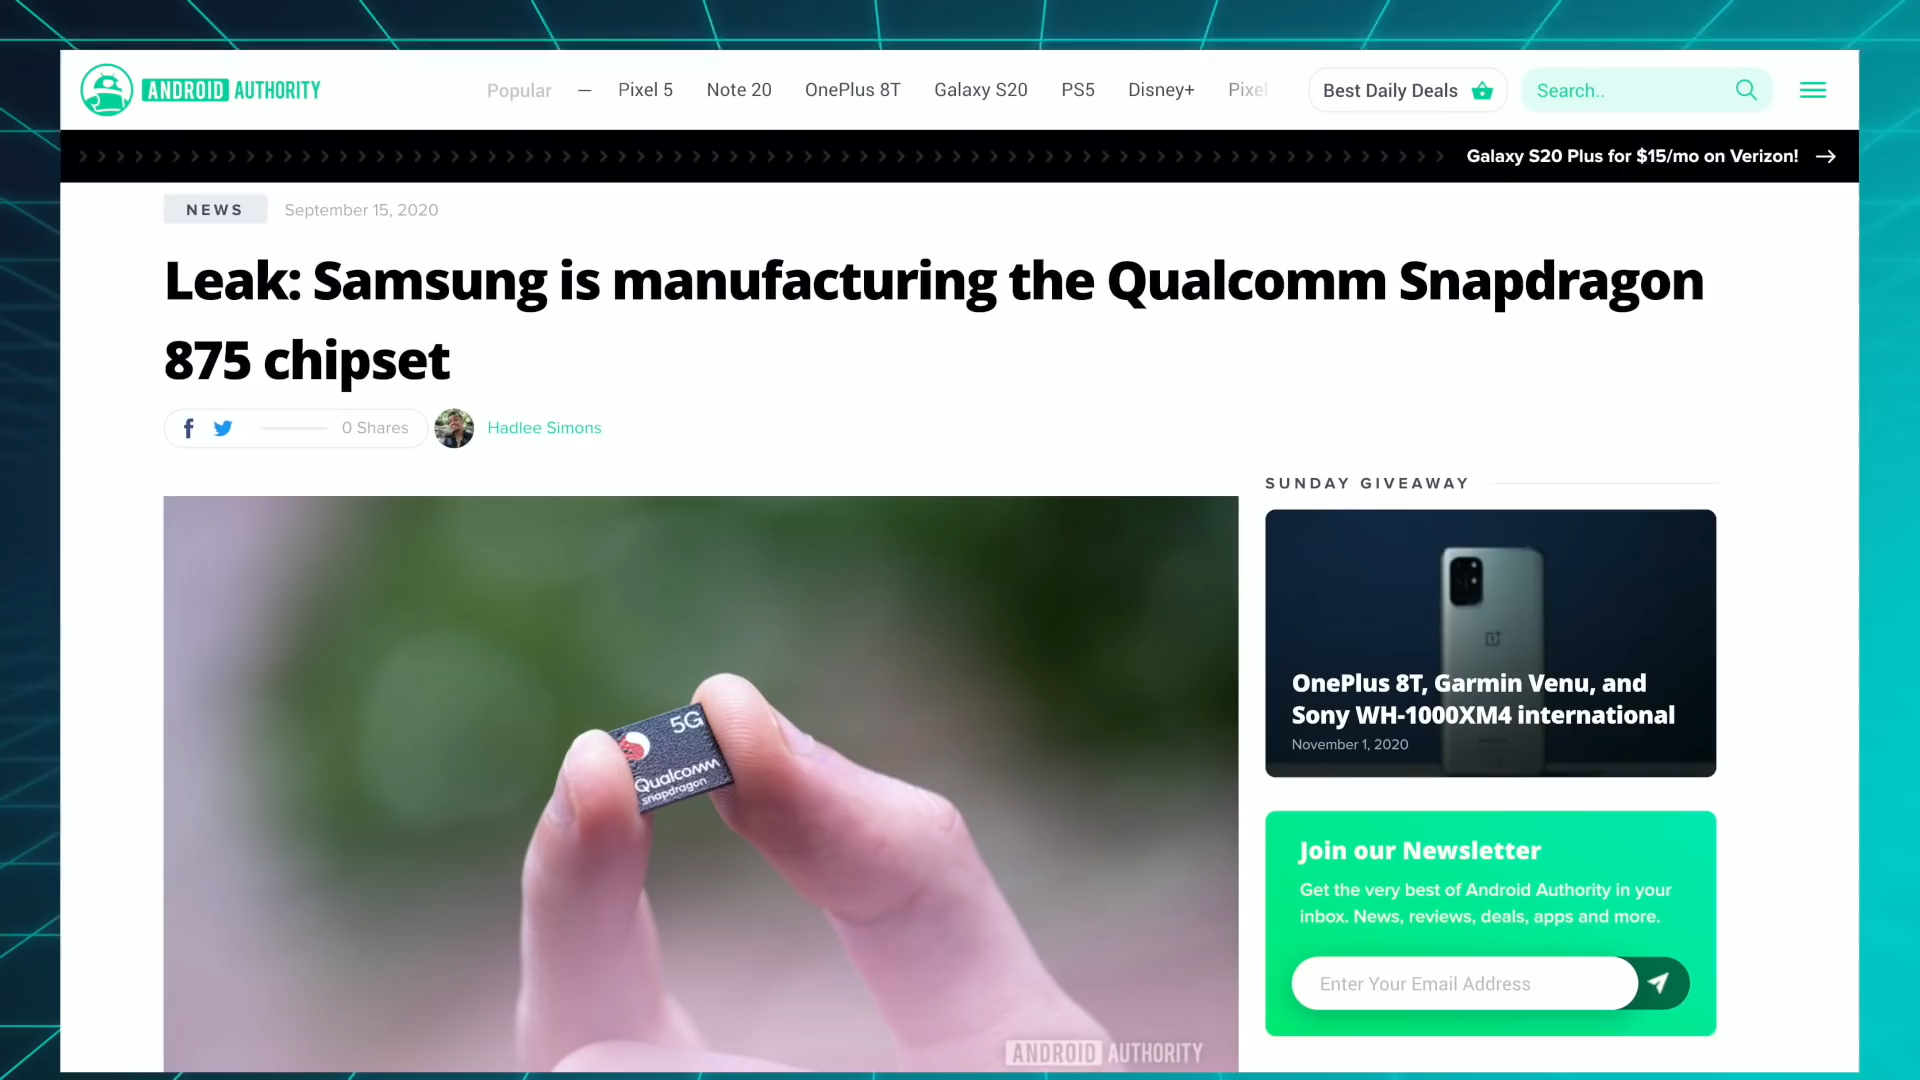 ANDROID AUTHORITY
Popular — Pixel 5 Note 20 OnePlus 8T Galaxy S20 PS5 Disney+ Pixel
Best Daily Deals
Search..
Galaxy S20 Plus for $15/mo on Verizon! →
NEWS September 15, 2020
Leak: Samsung is manufacturing the Qualcomm Snapdragon
875 chipset
0 Shares Hadlee Simons
5G
Qualcomm
snapdragon
ANDROID AUTHORITY
SUNDAY GIVEAWAY
OnePlus 8T, Garmin Venu, and
Sony WH-1000XM4 international
November 1, 2020
Join our Newsletter
Get the very best of Android Authority in your
inbox. News, reviews, deals, apps and more.
Enter Your Email Address